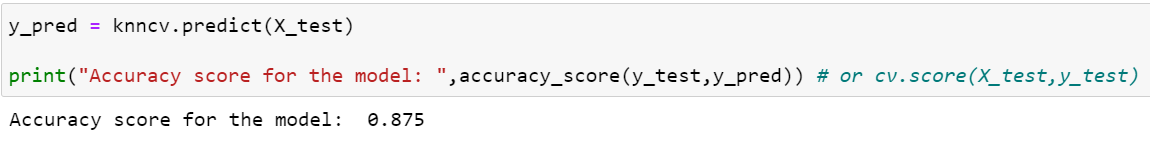 y_pred = knncv.predict(X_test)
print("Accuracy score for the model: ",accuracy_score(y_test,y_pred)) # or cv.score(X_test,y_test)
Accuracy score for the model:  0.875